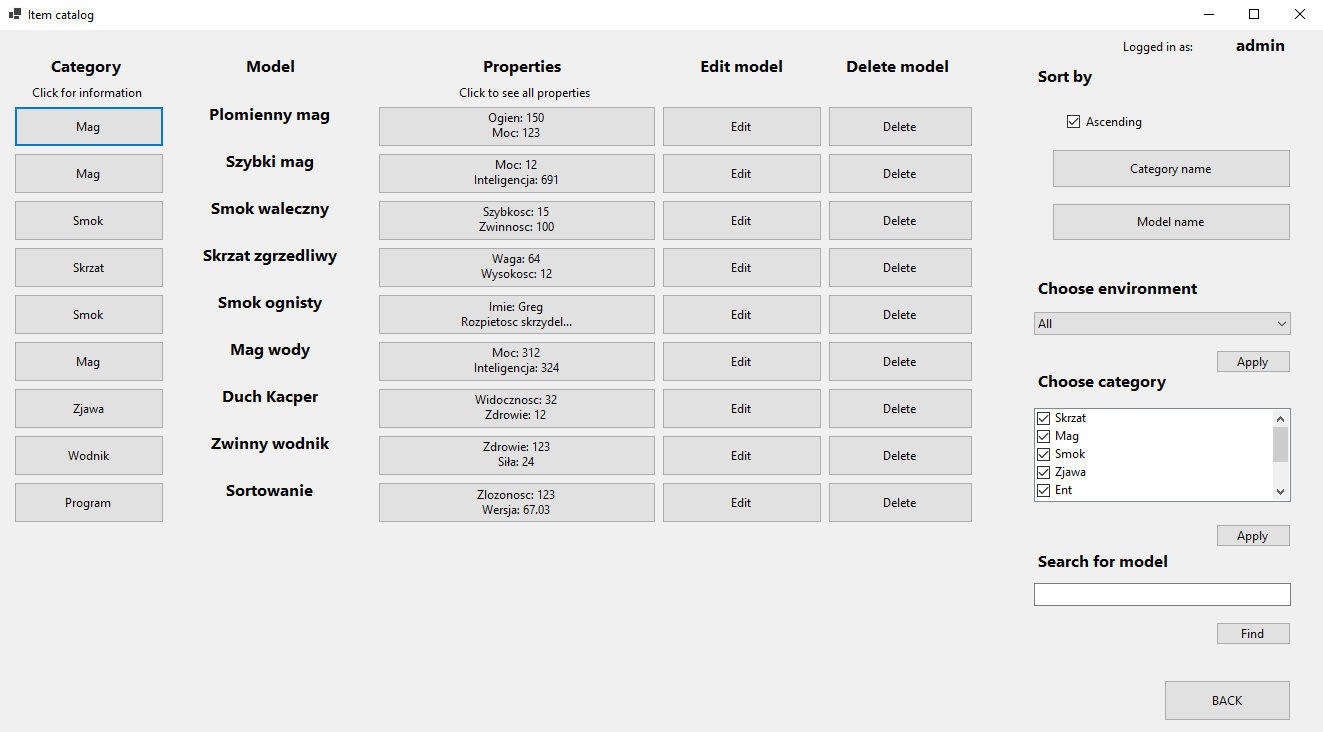 Item catalog
Logged in as: admin
Category Model Properties Edit model Delete model
Click for information Click to see all properties
Mag Plomienny mag Ogien: 150 Edit Delete
Moc: 123
Mag Szybki mag Moc: 12 Edit Delete
Inteligencja: 691
Smok Smok waleczny Szybkosc: 15 Edit Delete
Zwinnosc: 100
Skrzat Skrzat zgrzedliwy Waga: 64 Edit Delete
Wysokosc: 12
Smok Smok ognisty Imie: Greg Edit Delete
Rozpietosc skrzydel...
Mag Mag wody Moc: 312 Edit Delete
Inteligencja: 324
Zjawa Duch Kacper Widocznosc: 32 Edit Delete
Zdrowie: 12
Wodnik Zwinny wodnik Zdrowie: 123 Edit Delete
Siła: 24
Program Sortowanie Zlozonosc: 123 Edit Delete
Wersja: 67.03
Sort by
Ascending
Category name
Model name
Choose environment
All
Apply
Choose category
Skrzat
Mag
Smok
Zjawa
Ent
Apply
Search for model
Find
BACK